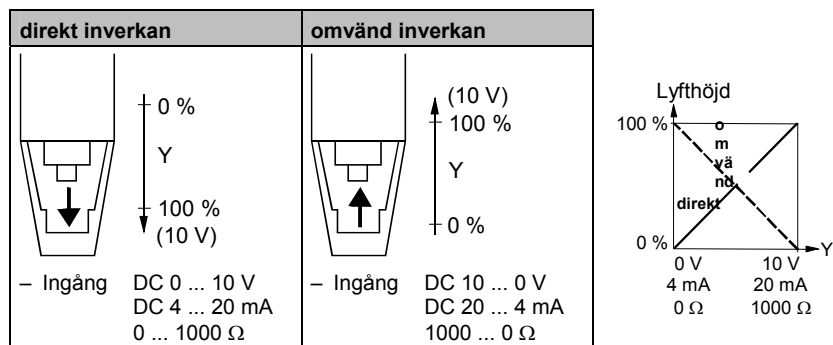 direkt inverkan
omvänd inverkan
0 %
Y
100 %
(10 V)
– Ingång DC 0 ... 10 V
DC 4 ... 20 mA
0 ... 1000 Ω
(10 V)
100 %
Y
0 %
– Ingång DC 10 ... 0 V
DC 20 ... 4 mA
1000 ... 0 Ω
Lyfthöjd
100 %
o
m
vä
nd
direkt
0 %
Y
0 V 10 V
4 mA 20 mA
0 Ω 1000 Ω